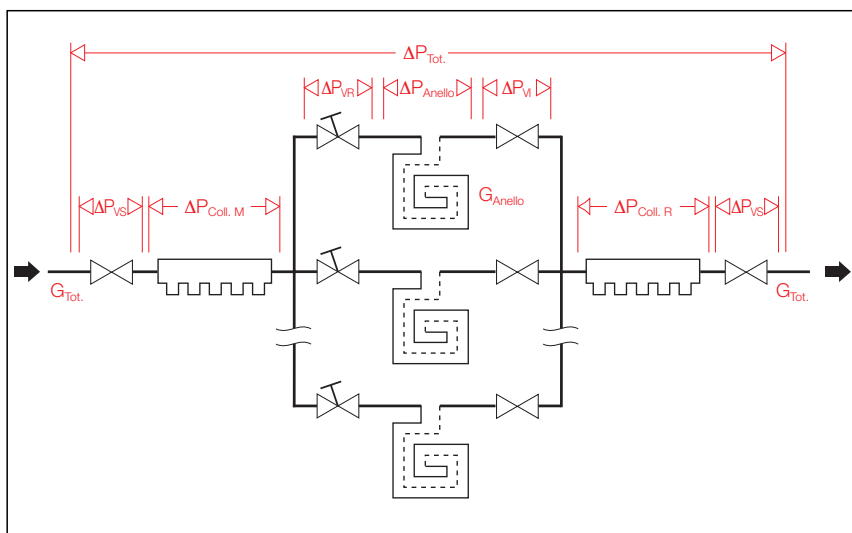 ΔPTot.
ΔPVR ΔPAnello ΔPVI
GAnello
ΔPVS ΔPColl. M ΔPColl. R ΔPVS
GTot. GTot.